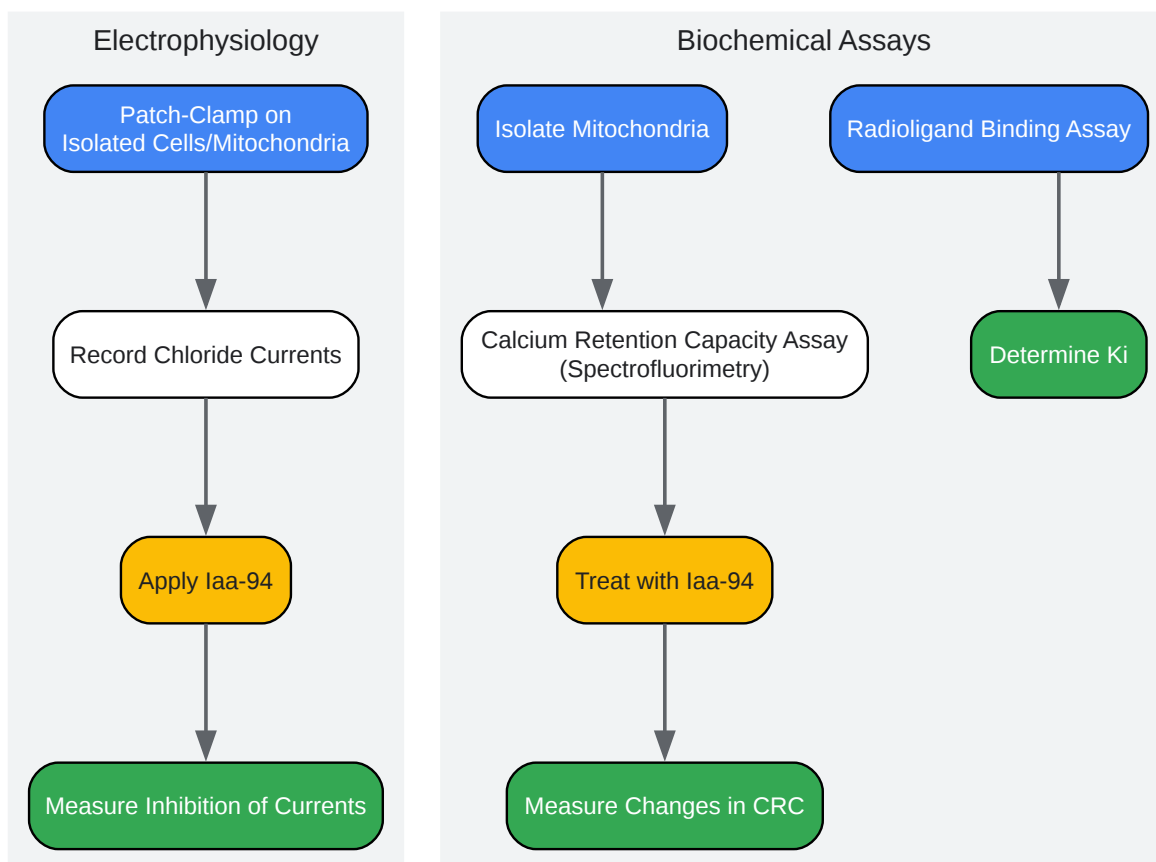 Electrophysiology
Patch-Clamp on
Isolated Cells/Mitochondria
Record Chloride Currents
Apply Iaa-94
Measure Inhibition of Currents
Biochemical Assays
Isolate Mitochondria
Calcium Retention Capacity Assay
(Spectrofluorimetry)
Treat with Iaa-94
Measure Changes in CRC
Radioligand Binding Assay
Determine Ki